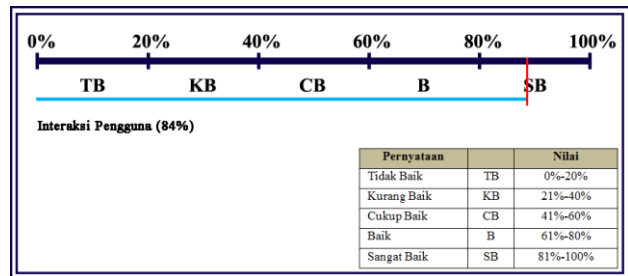 0% 20% 40% 60% 80% 100%
TB KB CB B SB
Interaksi Pengguna (84%)
Pernyataan Nilai
Tidak Baik TB 0%-20%
Kurang Baik KB 21%-40%
Cukup Baik CB 41%-60%
Baik B 61%-80%
Sangat Baik SB 81%-100%